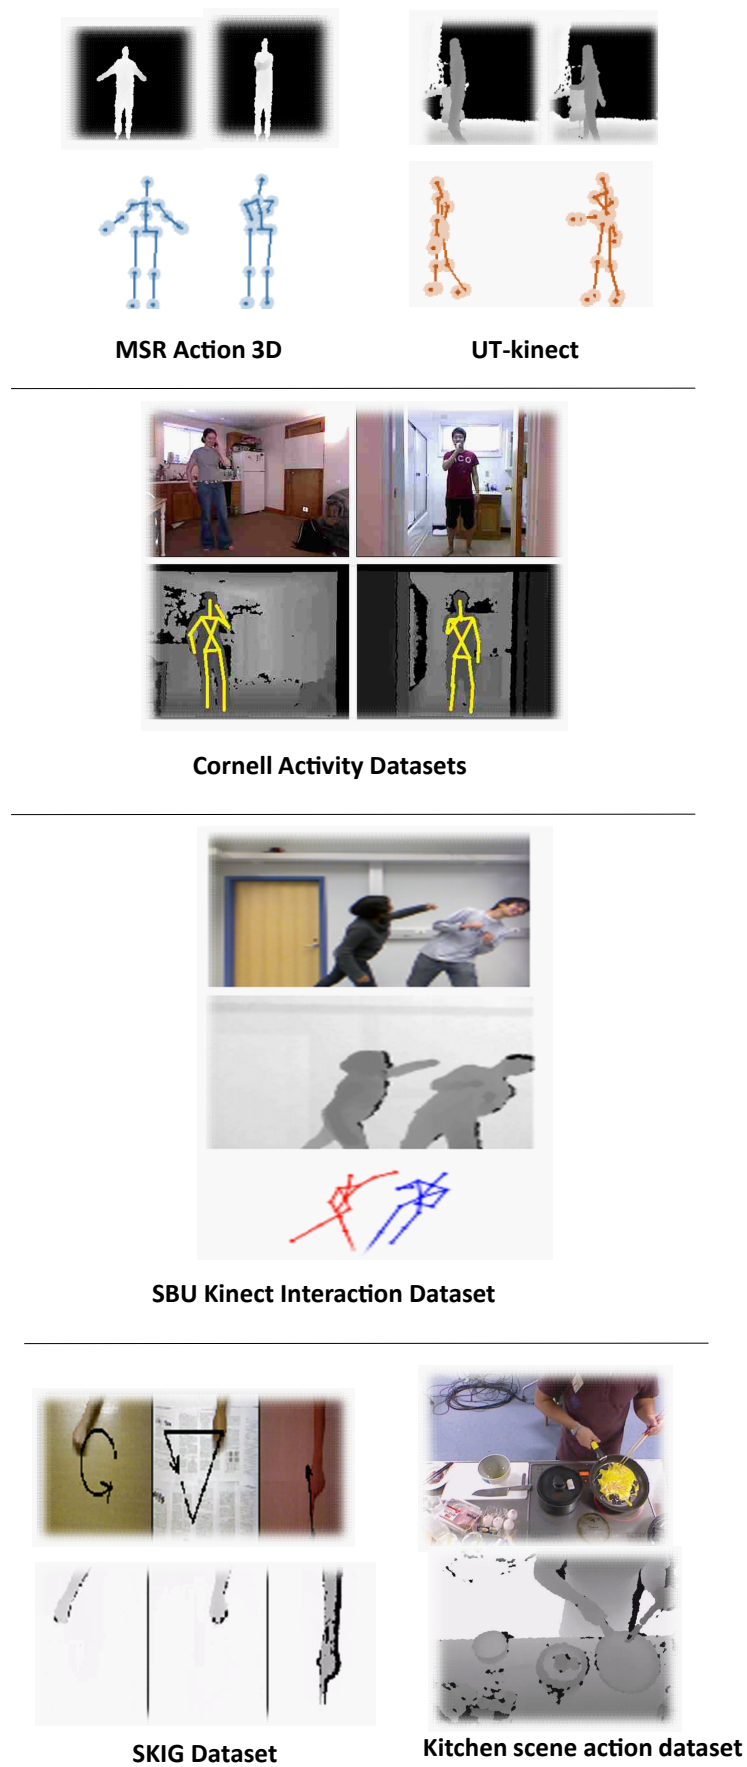 MSR Action 3D
UT-kinect
Cornell Activity Datasets
SBU Kinect Interaction Dataset
SKIG Dataset
Kitchen scene action dataset